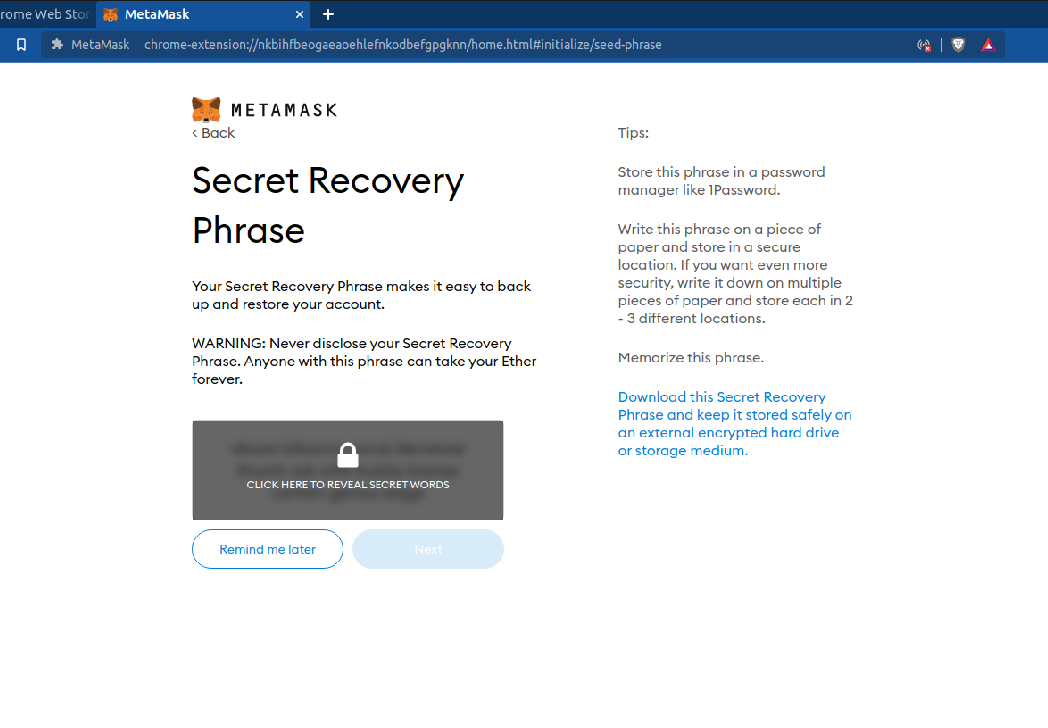 rome Web Stor
MetaMask
MetaMask chrome-extension://nkbihfbeogaeaoehlefnkodbefgpgknn/home.html#initialize/seed-phrase
METAMASK
‹ Back
Secret Recovery
Phrase
Your Secret Recovery Phrase makes it easy to back
up and restore your account.
WARNING: Never disclose your Secret Recovery
Phrase. Anyone with this phrase can take your Ether
forever.
CLICK HERE TO REVEAL SECRET WORDS
Remind me later
Next
Tips:
Store this phrase in a password
manager like 1Password.
Write this phrase on a piece of
paper and store in a secure
location. If you want even more
security, write it down on multiple
pieces of paper and store each in 2
- 3 different locations.
Memorize this phrase.
Download this Secret Recovery
Phrase and keep it stored safely on
an external encrypted hard drive
or storage medium.